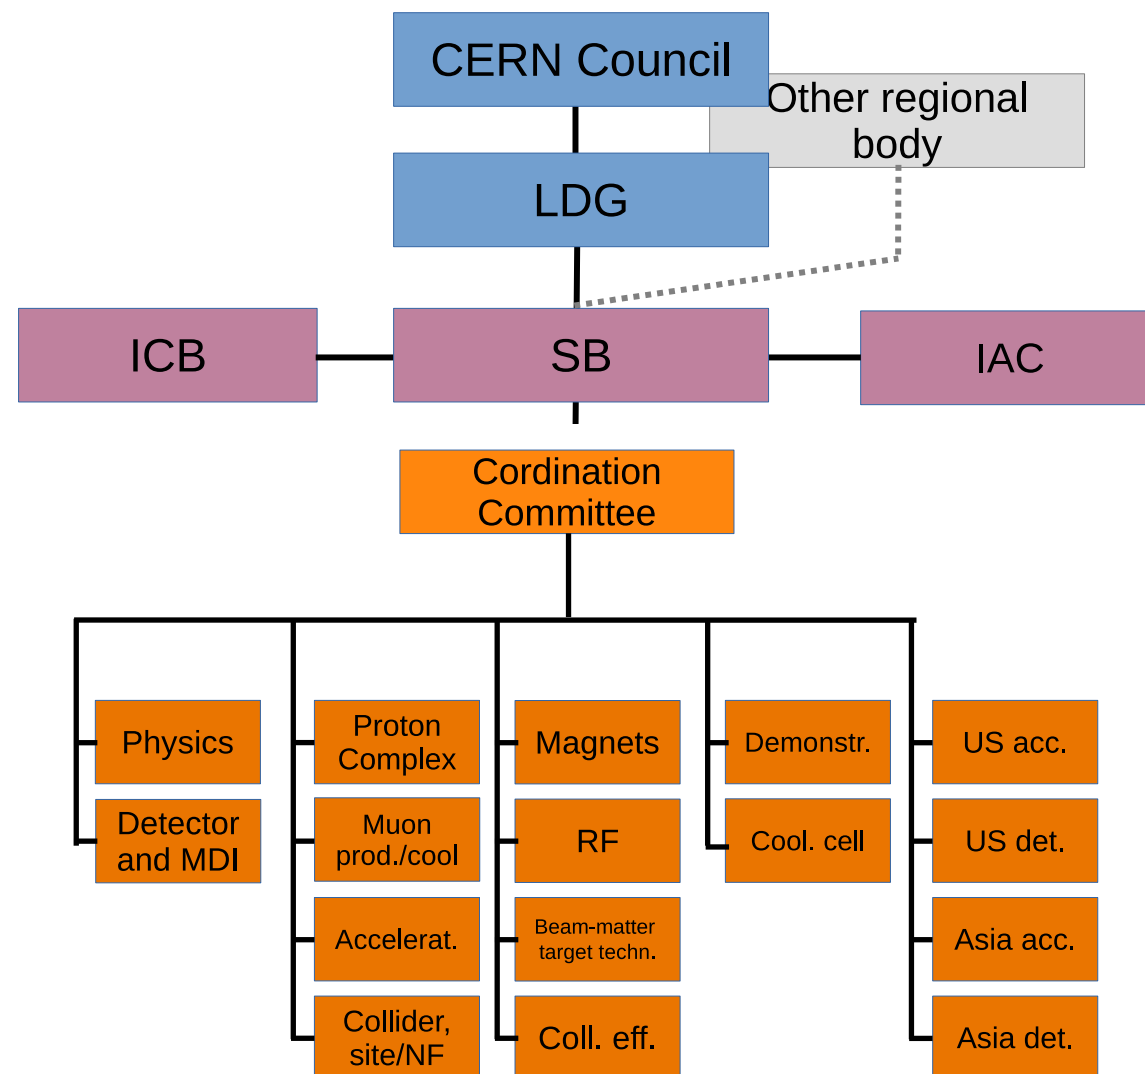 CERN Council
Other regional
body
LDG
ICB
SB
IAC
Cordination
Committee
Physics
Detector
and MDI
Proton
Complex
Muon
prod./cool
Accelerat.
Collider,
site/NF
Magnets
RF
Beam-matter
target techn.
Coll. eff.
Demonstr.
Cool. cell
US acc.
US det.
Asia acc.
Asia det.